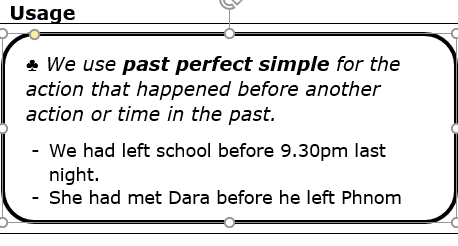 Usage
♣ We use past perfect simple for the
action that happened before another
action or time in the past.
- We had left school before 9.30pm last
night.
- She had met Dara before he left Phnom